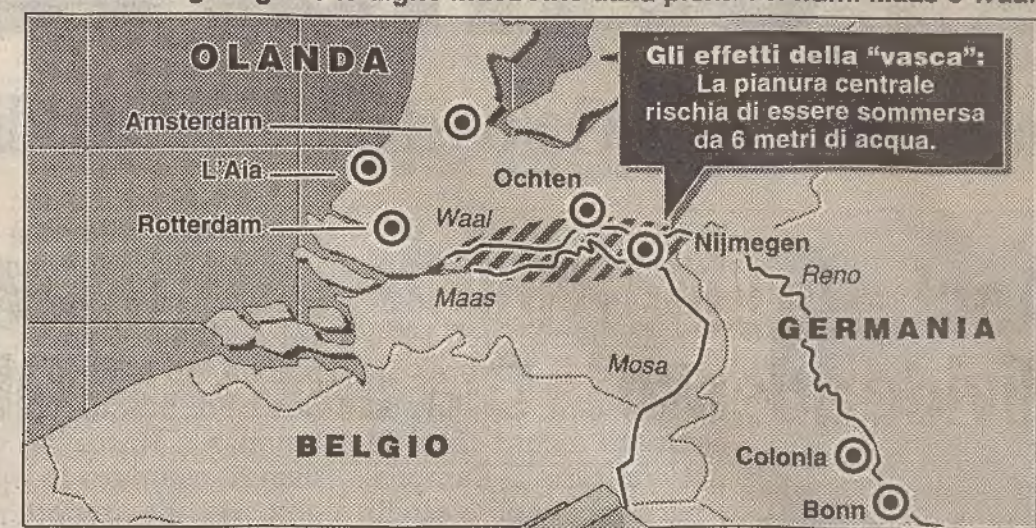 OLANDA
Gli effetti della "vasca":
La pianura centrale
rischia di essere sommersa
da 6 metri di acqua.
Amsterdam
L'Aia
Ochten
Rotterdam
Waal
Nijmegen
Reno
Maas
GERMANIA
Mosa
BELGIO
Colonia
Bonn